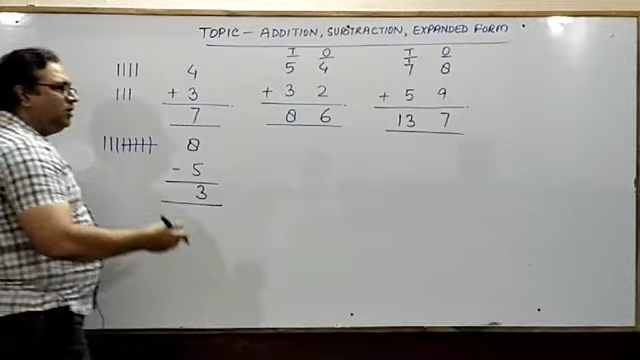 TOPIC - ADDITION, SUBTRACTION, EXPANDED FORM
4
+ 3
7
T O
5 4
+ 3 2
8 6
T O
1
7 8
+ 5 9
13 7
8
- 5
3